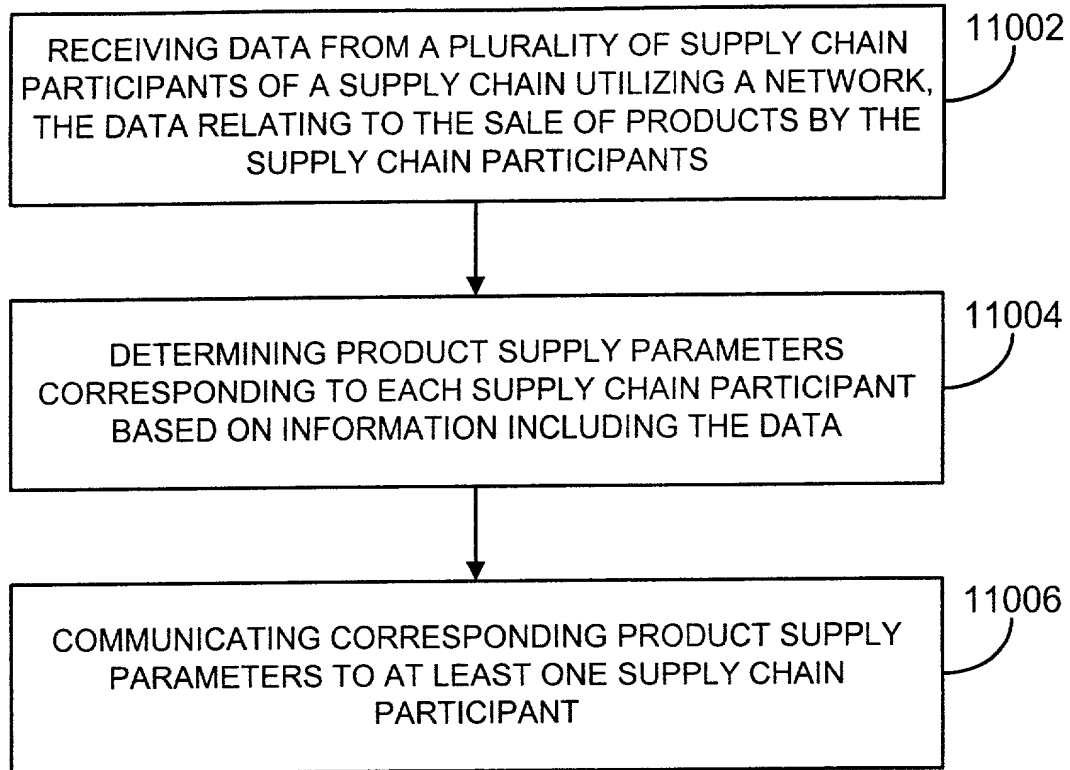 11002
RECEIVING DATA FROM A PLURALITY OF SUPPLY CHAIN
PARTICIPANTS OF A SUPPLY CHAIN UTILIZING A NETWORK,
THE DATA RELATING TO THE SALE OF PRODUCTS BY THE
SUPPLY CHAIN PARTICIPANTS
11004
DETERMINING PRODUCT SUPPLY PARAMETERS
CORRESPONDING TO EACH SUPPLY CHAIN PARTICIPANT
BASED ON INFORMATION INCLUDING THE DATA
11006
COMMUNICATING CORRESPONDING PRODUCT SUPPLY
PARAMETERS TO AT LEAST ONE SUPPLY CHAIN
PARTICIPANT